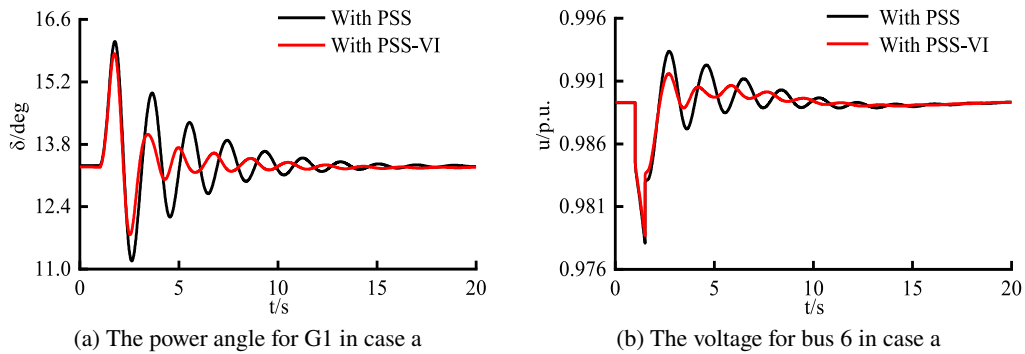 With PSS
With PSS-VI
16.6
15.2
13.8
12.4
11.0
δ/deg
0
5
10
15
20
t/s
(a) The power angle for G1 in case a
With PSS
With PSS-VI
0.996
0.991
0.986
0.981
0.976
u/p.u.
0
5
10
15
20
t/s
(b) The voltage for bus 6 in case a